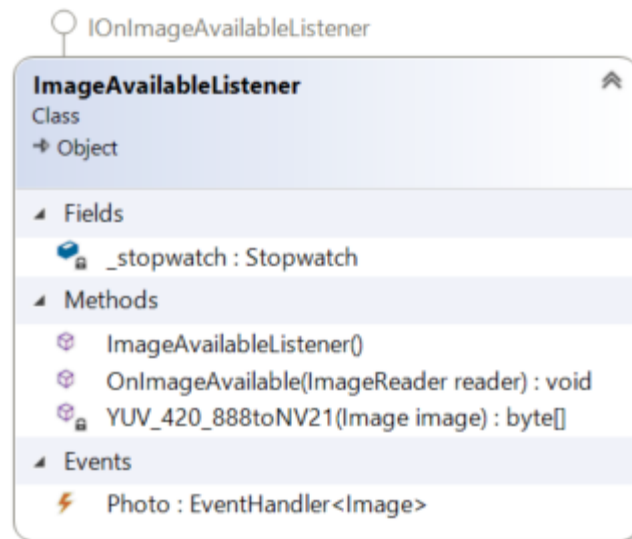 IOnImageAvailableListener
ImageAvailableListener
Class
Object
Fields
_stopwatch : Stopwatch
Methods
ImageAvailableListener()
OnImageAvailable(ImageReader reader) : void
YUV_420_888toNV21(Image image) : byte[]
Events
Photo : EventHandler<Image>